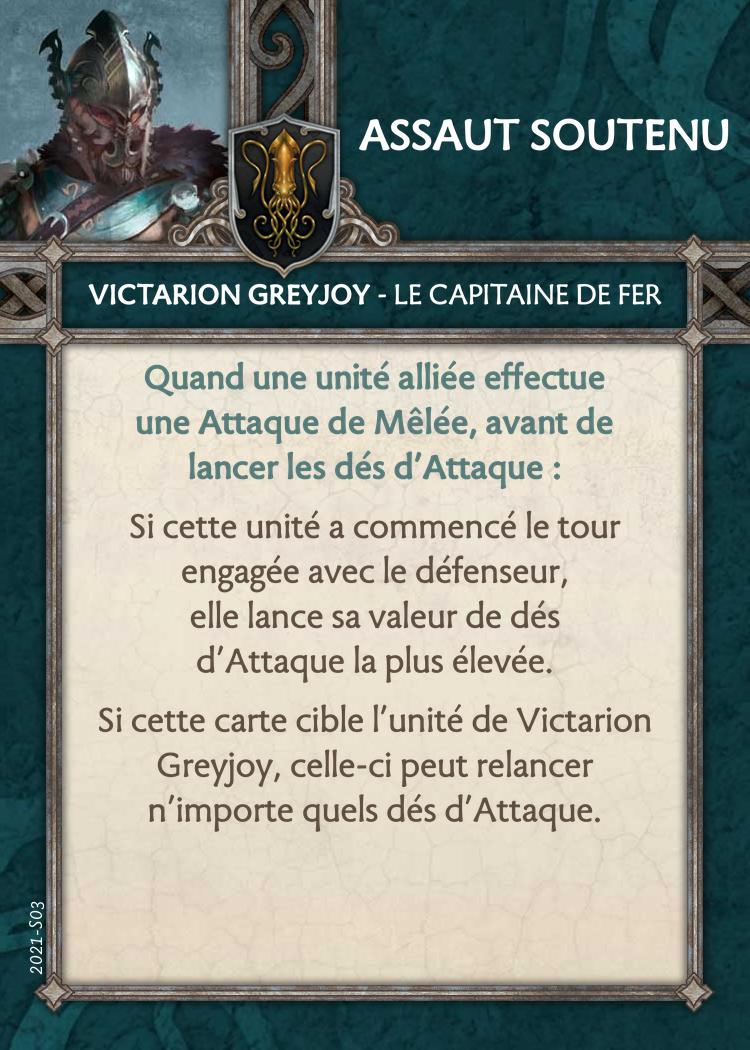 ASSAUT SOUTENU
VICTARION GREYJOY - LE CAPITAINE DE FER
Quand une unité alliée effectue
une Attaque de Mêlée, avant de
lancer les dés d’Attaque :
Si cette unité a commencé le tour
engagée avec le défenseur,
elle lance sa valeur de dés
d’Attaque la plus élevée.
Si cette carte cible l’unité de Victarion
Greyjoy, celle-ci peut relancer
n’importe quels dés d’Attaque.
2021-S03